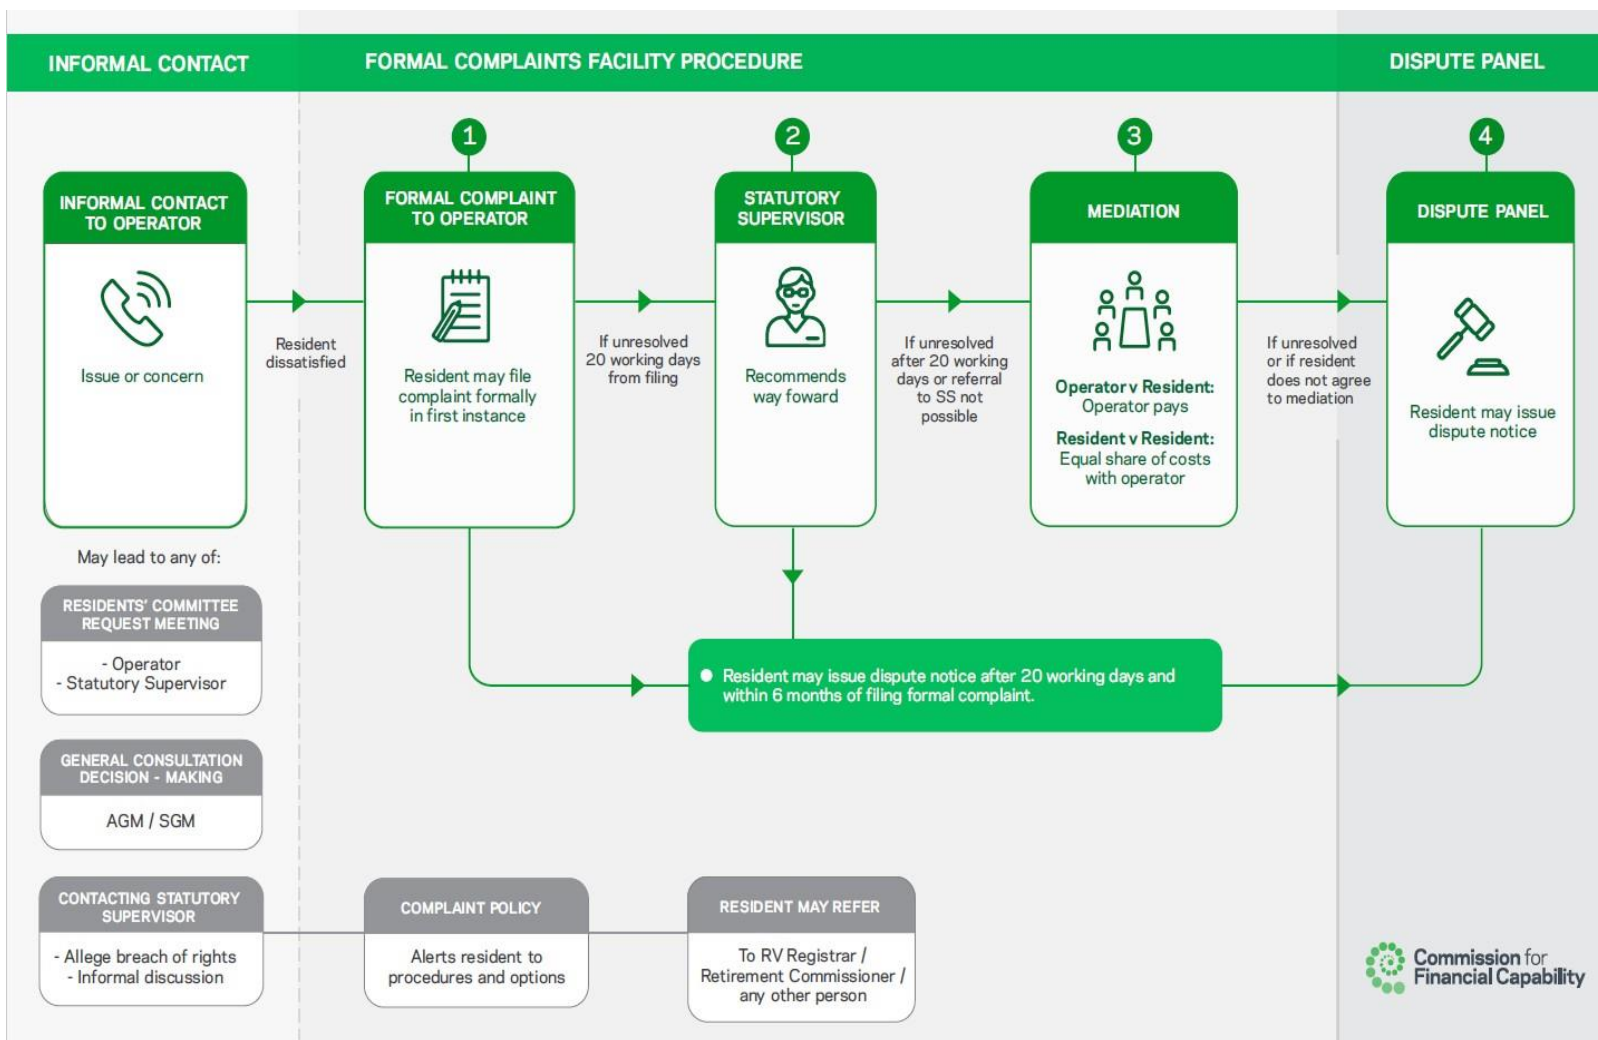 INFORMAL CONTACT
FORMAL COMPLAINTS FACILITY PROCEDURE
DISPUTE PANEL
INFORMAL CONTACT
TO OPERATOR
Issue or concern
Resident
dissatisfied
1
FORMAL COMPLAINT
TO OPERATOR
Resident may file
complaint formally
in first instance
If unresolved
20 working days
from filing
2
STATUTORY
SUPERVISOR
Recommends
way foward
If unresolved
after 20 working
days or referral
to SS not
possible
3
MEDIATION
Operator v Resident:
Operator pays
Resident v Resident:
Equal share of costs
with operator
If unresolved
or if resident
does not agree
to mediation
4
DISPUTE PANEL
Resident may issue
dispute notice
May lead to any of:
RESIDENTS' COMMITTEE
REQUEST MEETING
- Operator
- Statutory Supervisor
Resident may issue dispute notice after 20 working days and
within 6 months of filing formal complaint.
GENERAL CONSULTATION
DECISION - MAKING
AGM / SGM
CONTACTING STATUTORY
SUPERVISOR
- Allege breach of rights
- Informal discussion
COMPLAINT POLICY
Alerts resident to
procedures and options
RESIDENT MAY REFER
To RV Registrar /
Retirement Commissioner /
any other person
Commission for
Financial Capability